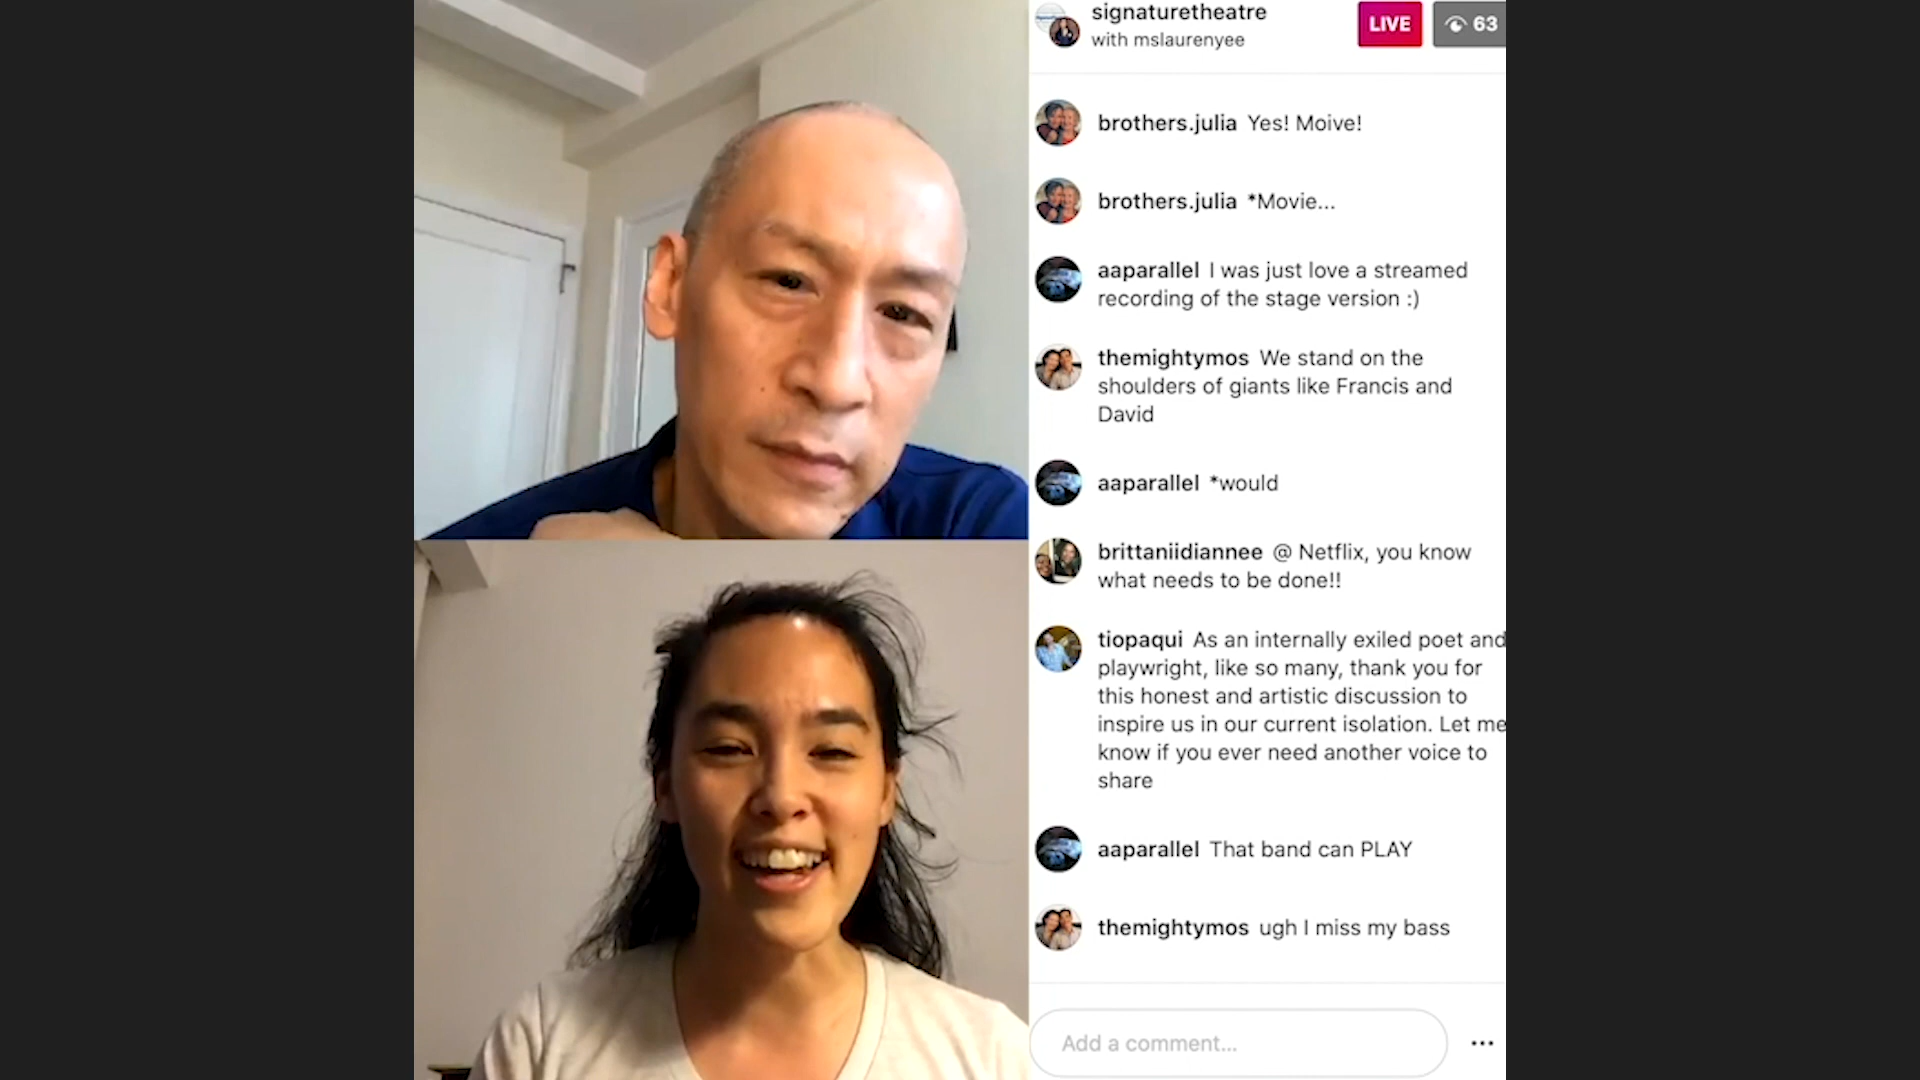 signaturetheatre
with mslaurenyee
LIVE
63
brothers.julia Yes! Moive!
brothers.julia *Movie...
aaparallel I was just love a streamed
recording of the stage version :)
themightymos We stand on the
shoulders of giants like Francis and
David
aaparallel *would
brittaniidiannee @ Netflix, you know
what needs to be done!!
tiopaqui As an internally exiled poet and
playwright, like so many, thank you for
this honest and artistic discussion to
inspire us in our current isolation. Let me
know if you ever need another voice to
share
aaparallel That band can PLAY
themightymos ugh I miss my bass
Add a comment...